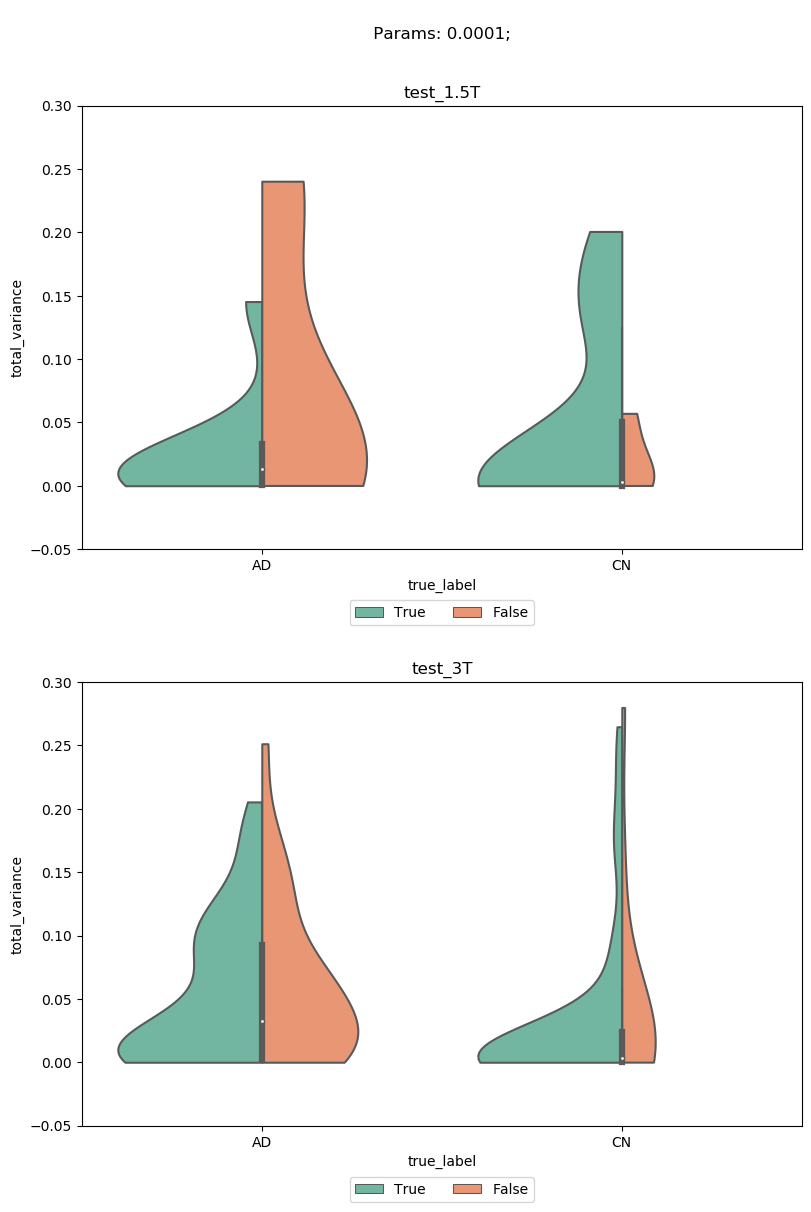 Params: 0.0001;
test_1.5T
0.30
0.25
0.20
0.15
0.10
0.05
0.00
−0.05
total_variance
AD CN
true_label
True False
test_3T
0.30
0.25
0.20
0.15
0.10
0.05
0.00
−0.05
total_variance
AD CN
true_label
True False